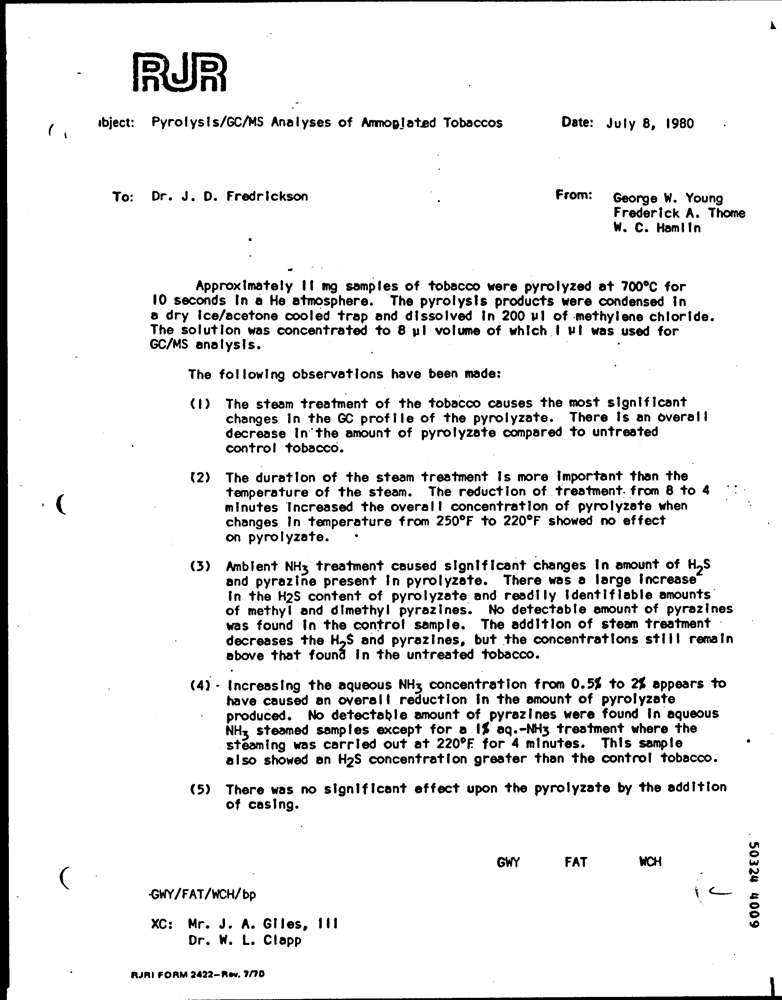 RJR
ubject: Pyrolysis/GC/MS Analyses of Ammoniated Tobaccos Date: July 8, 1980
To: Dr. J. D. Fredrickson From: George W. Young
Frederick A. Thome
W. C. Hamlin
Approximately 11 mg samples of tobacco were pyrolyzed at 700°C for
10 seconds in a He atmosphere. The pyrolysis products were condensed in
a dry ice/acetone cooled trap and dissolved in 200 µl of methylene chloride.
The solution was concentrated to 8 µl volume of which 1 µl was used for
GC/MS analysis.
The following observations have been made:
(1) The steam treatment of the tobacco causes the most significant
changes in the GC profile of the pyrolyzate. There is an overall
decrease in the amount of pyrolyzate compared to untreated
control tobacco.
(2) The duration of the steam treatment is more important than the
temperature of the steam. The reduction of treatment from 8 to 4
minutes increased the overall concentration of pyrolyzate when
changes in temperature from 250°F to 220°F showed no effect
on pyrolyzate.
(3) Ambient NH3 treatment caused significant changes in amount of H2S
and pyrazine present in pyrolyzate. There was a large increase
in the H2S content of pyrolyzate and readily identifiable amounts
of methyl and dimethyl pyrazines. No detectable amount of pyrazines
was found in the control sample. The addition of steam treatment
decreases the H2S and pyrazines, but the concentrations still remain
above that found in the untreated tobacco.
(4) Increasing the aqueous NH3 concentration from 0.5% to 2% appears to
have caused an overall reduction in the amount of pyrolyzate
produced. No detectable amount of pyrazines were found in aqueous
NH3 steamed samples except for a 1% aq.-NH3 treatment where the
steaming was carried out at 220°F for 4 minutes. This sample
also showed an H2S concentration greater than the control tobacco.
(5) There was no significant effect upon the pyrolyzate by the addition
of casing.
GWY FAT WCH
-GWY/FAT/WCH/bp
XC: Mr. J. A. Giles, III
Dr. W. L. Clapp
RJRI FORM 2422-Rev. 7/70
50324 4009